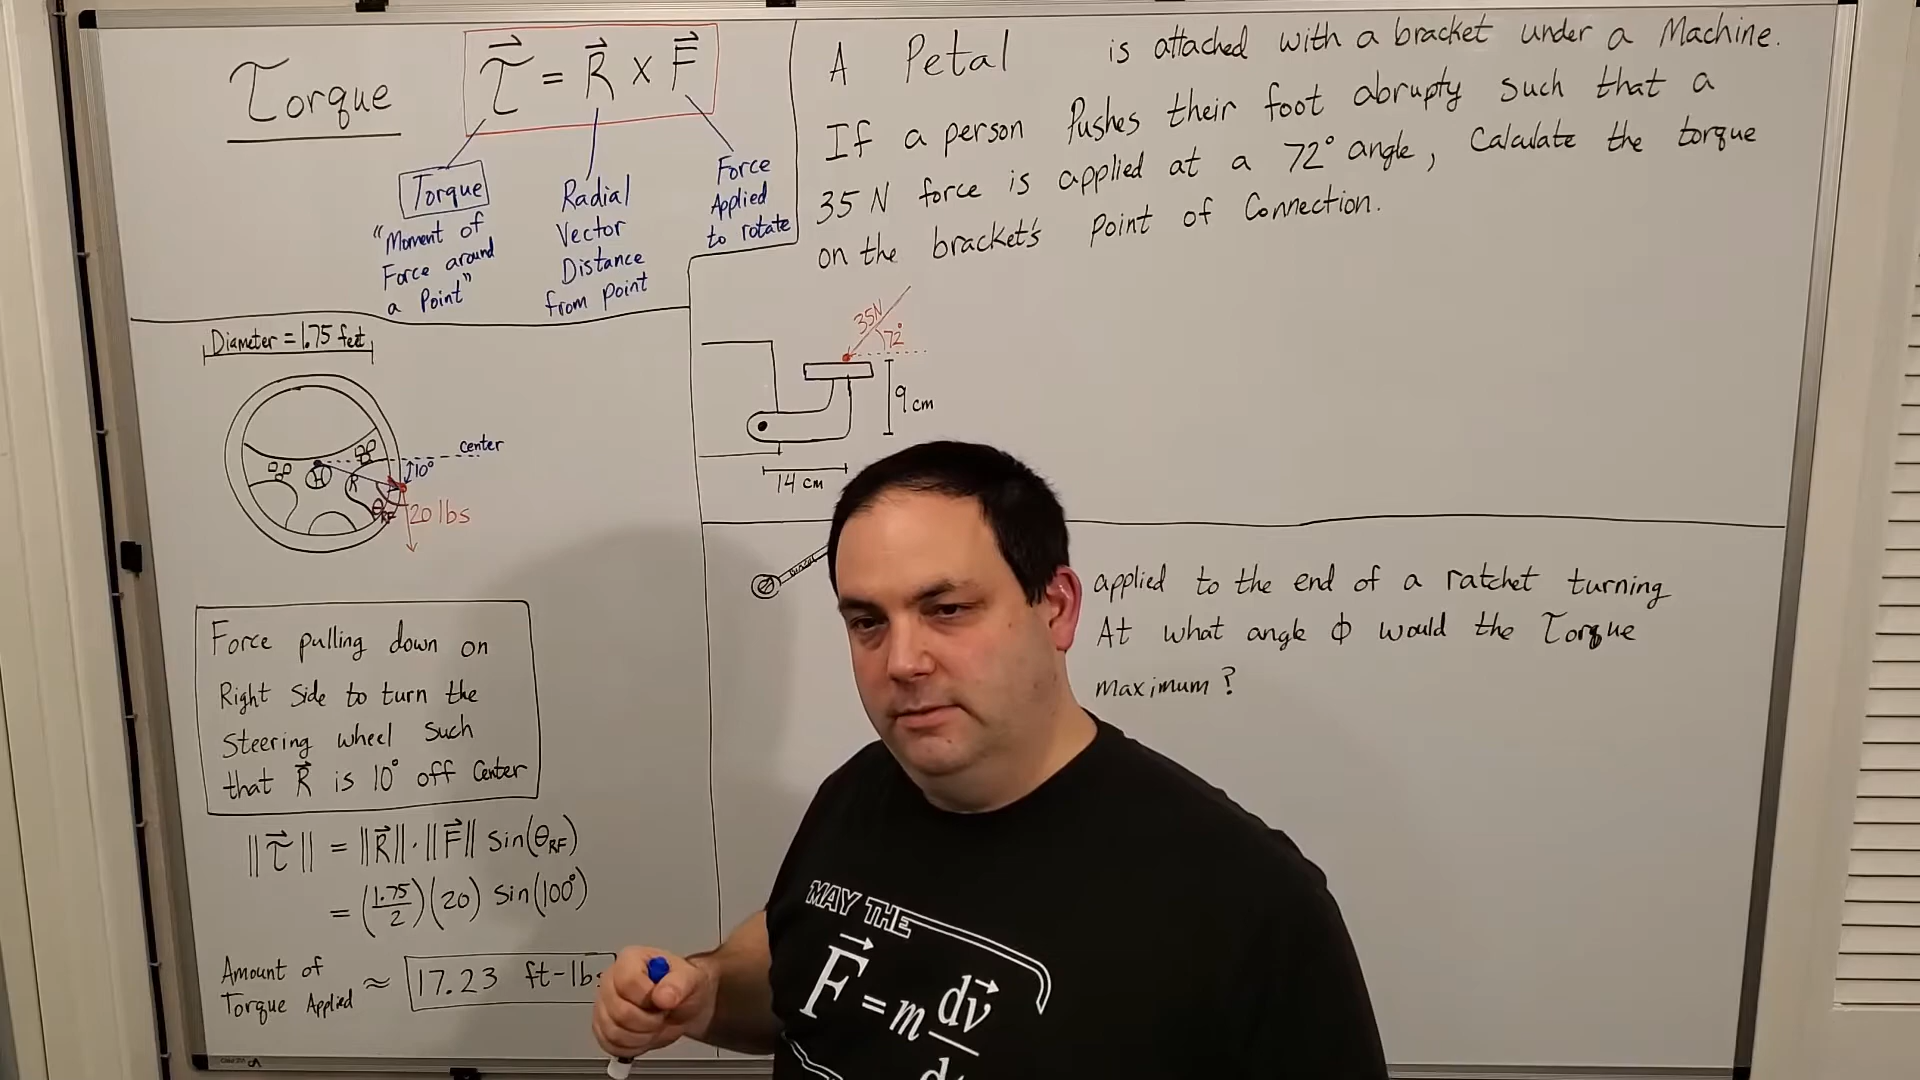 Torque
τ = R x F
Torque
"Moment of
Force around
a Point"
Radial
Vector
Distance
from point
Force
Applied
to rotate
A Petal is attached with a bracket under a Machine.
If a person Pushes their foot abrupty such that a
35 N force is applied at a 72° angle, Calculate the torque
on the bracket's Point of Connection.
Diameter = 1.75 feet
center
10°
R
H
θRF
20 lbs
35N
72°
9 cm
14 cm
applied to the end of a ratchet turning
At what angle Φ would the Torque
maximum?
Force pulling down on
Right Side to turn the
Steering wheel Such
that R is 10° off Center
||τ|| = ||R|| · ||F|| Sin(θRF)
= (1.75/2)(20) Sin(100°)
Amount of
Torque Applied
≈ 17.23 ft-lbs
MAY THE
F = m dv